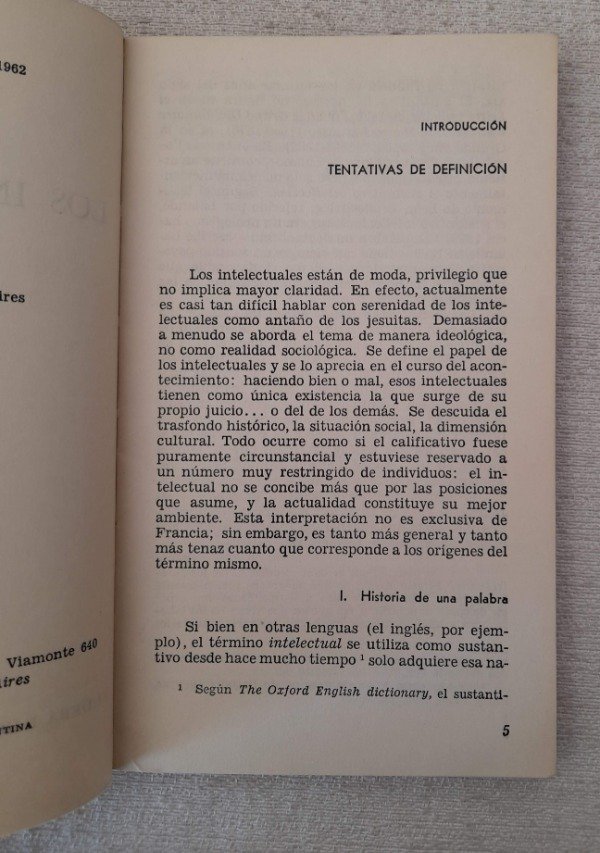 1962
ires
Viamonte 640
ires
NTINA
INTRODUCCIÓN
TENTATIVAS DE DEFINICIÓN
Los intelectuales están de moda, privilegio que
no implica mayor claridad. En efecto, actualmente
es casi tan difícil hablar con serenidad de los inte-
lectuales como antaño de los jesuitas. Demasiado
a menudo se aborda el tema de manera ideológica,
no como realidad sociológica. Se define el papel de
los intelectuales y se lo aprecia en el curso del acon-
tecimiento: haciendo bien o mal, esos intelectuales
tienen como única existencia la que surge de su
propio juicio... o del de los demás. Se descuida el
trasfondo histórico, la situación social, la dimensión
cultural. Todo ocurre como si el calificativo fuese
puramente circunstancial y estuviese reservado a
un número muy restringido de individuos: el in-
telectual no se concibe más que por las posiciones
que asume, y la actualidad constituye su mejor
ambiente. Esta interpretación no es exclusiva de
Francia; sin embargo, es tanto más general y tanto
más tenaz cuanto que corresponde a los orígenes del
término mismo.
I. Historia de una palabra
Si bien en otras lenguas (el inglés, por ejem-
plo), el término intelectual se utiliza como sustan-
tivo desde hace mucho tiempo ¹ solo adquiere esa na-
¹ Según The Oxford English dictionary, el sustanti-
5